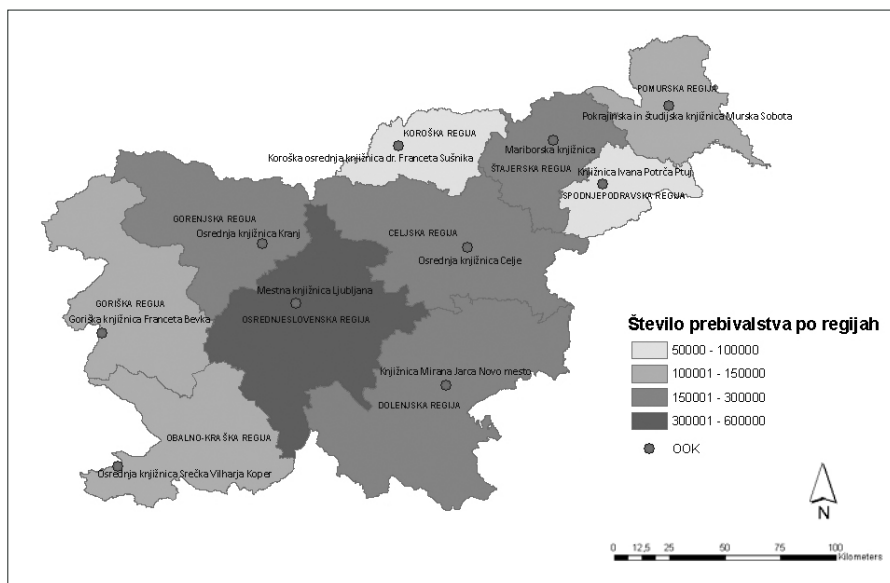 POMURSKA REGIJA
Pokrajinska in študijska knjižnica Murska Sobota
KOROŠKA REGIJA
Koroška osrednja knjižnica dr. Franceta Sušnika
Mariborska knjižnica
ŠTAJERSKA REGIJA
Knjižnica Ivana Potrča Ptuj
SPODNJEPODRAVSKA REGIJA
GORENJSKA REGIJA
Osrednja knjižnica Kranj
CELJSKA REGIJA
Osrednja knjižnica Celje
Mestna knjižnica Ljubljana
OSREDNJESLOVENSKA REGIJA
GORIŠKA REGIJA
Goriška knjižnica Franceta Bevka
Knjižnica Mirana Jarca Novo mesto
DOLENJSKA REGIJA
OBALNO-KRAŠKA REGIJA
Osrednja knjižnica Srečka Vilharja Koper
Število prebivalstva po regijah
50000 - 100000
100001 - 150000
150001 - 300000
300001 - 600000
OOK
N
0 12,5 25 50 75 100
Kilometers